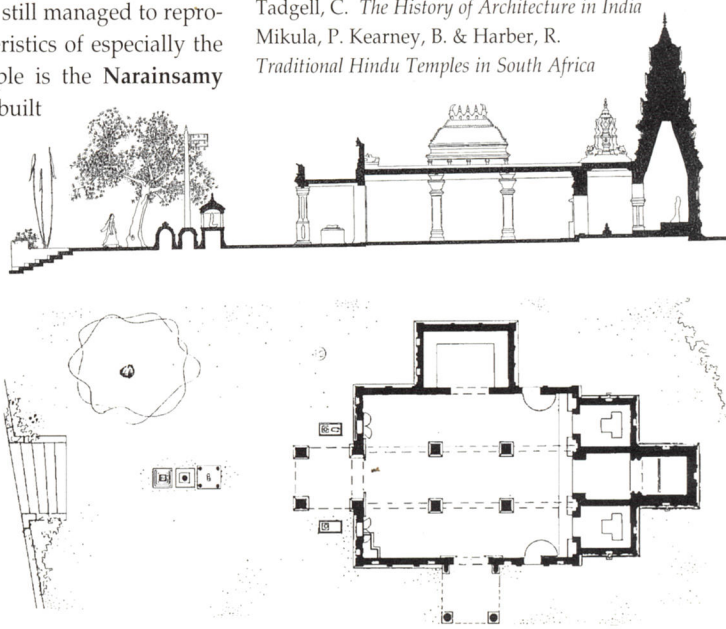 still managed to repro-
eristics of especially the
ple is the Narainsamy
built
Tadgell, C. The History of Architecture in India
Mikula, P. Kearney, B. & Harber, R.
Traditional Hindu Temples in South Africa